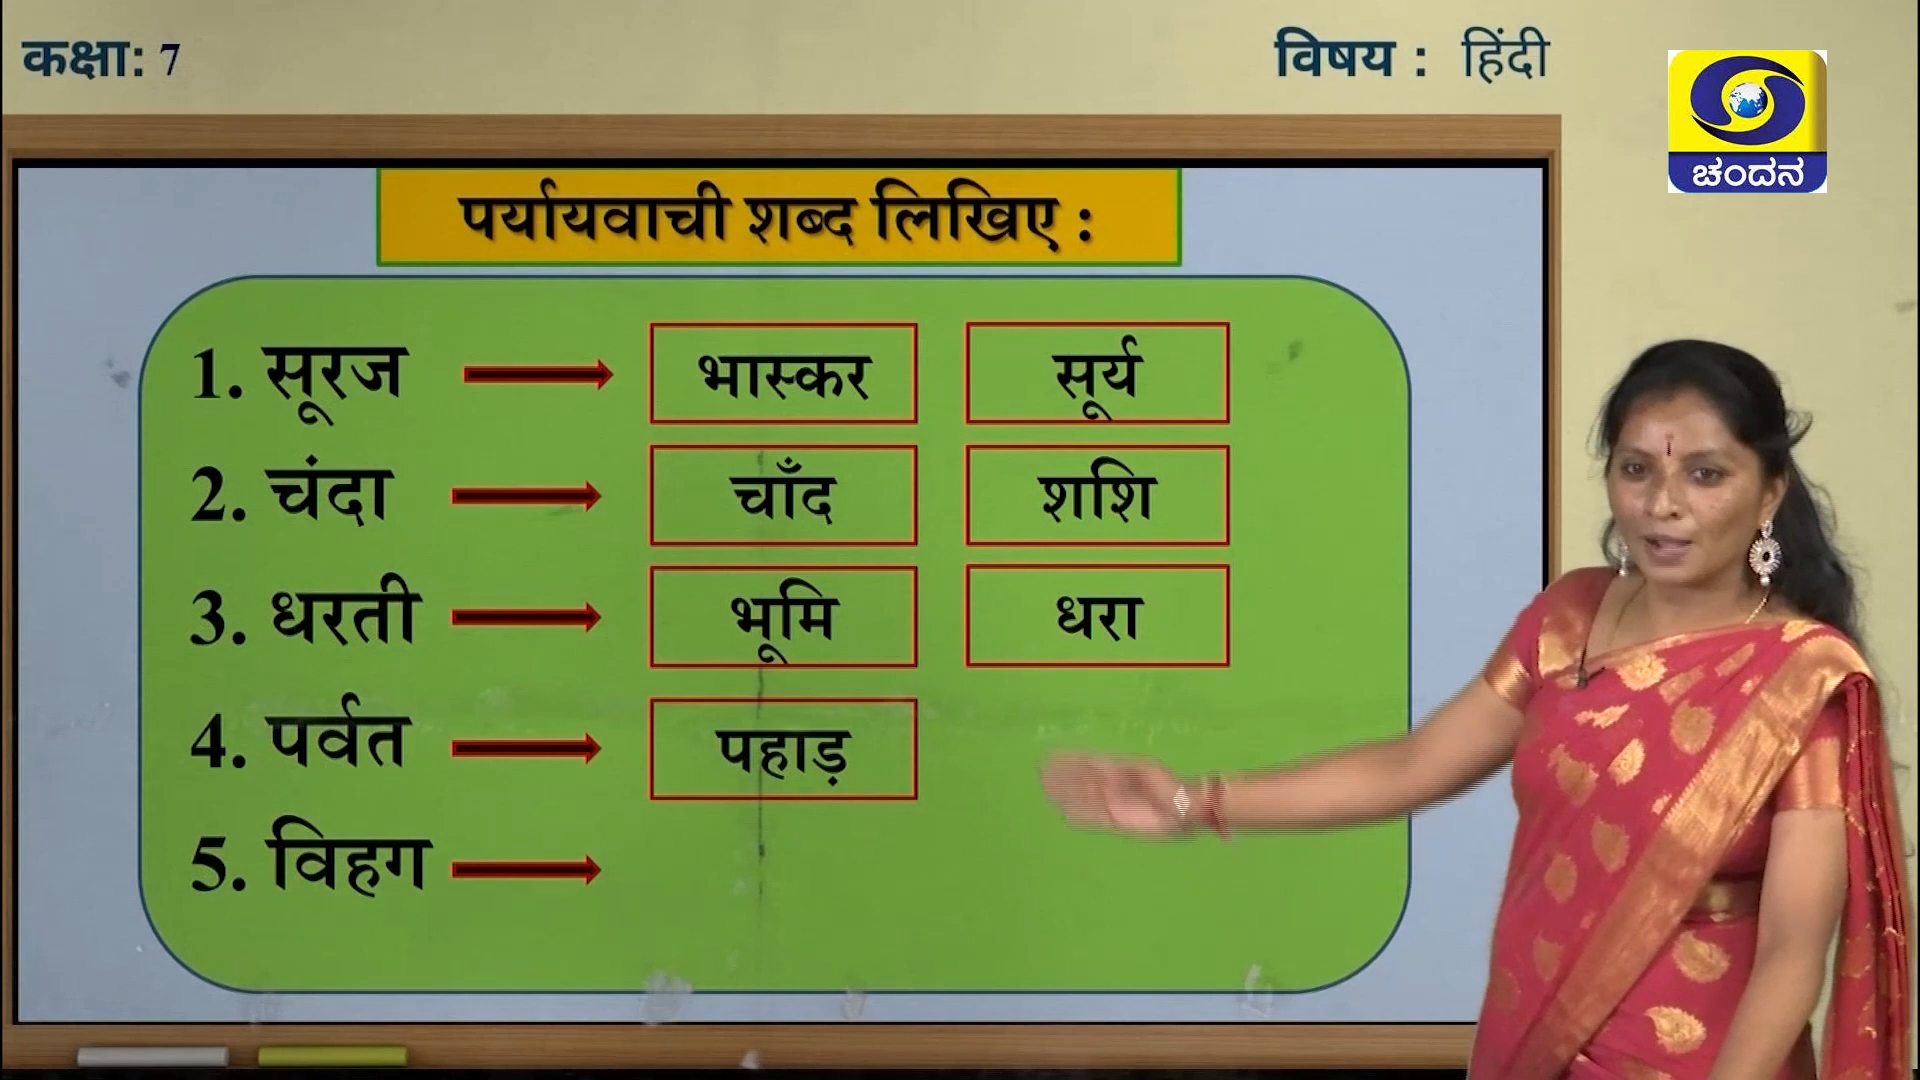 कक्षा: 7
विषय : हिंदी
ಚಂದನ
पर्यायवाची शब्द लिखिए :
1. सूरज भास्कर सूर्य
2. चंदा चाँद शशि
3. धरती भूमि धरा
4. पर्वत पहाड़
5. विहग